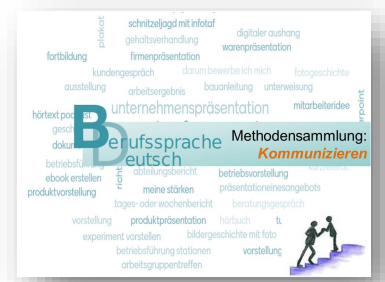 plakat
schnitzeljagd mit infotaf
gehaltsverhandlung
digitaler aushang
warenpräsentation
fortbildung
firmenpräsentation
kundengespräch
darum bewerbe ich mich
fotogeschichte
ausstellung
arbeitsergebnis
bauanleitung
unterweisung
unternehmenspräsentation
mitarbeiteridee
hörtext podcast
Berufssprache
Deutsch
Methodensammlung:
Kommunizieren
ebook erstellen
richt
abteilungsbericht
betriebsvorstellung
produktvorstellung
meine stärken
präsentationeinesangebots
tages- oder wochenbericht
beratungsgespräch
vorstellung
produktpräsentation
hörbuch
experiment vorstellen
bildergeschichte mit foto
betriebsführung stationen
vorstellung
arbeitsgruppentreffen